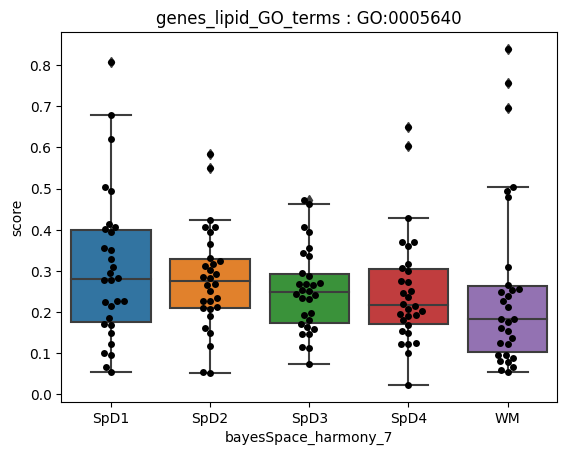 genes_lipid_GO_terms : GO:0005640
0.8
0.7
0.6
0.5
0.4
0.3
0.2
0.1
0.0
score
SpD1 SpD2 SpD3 SpD4 WM
bayesSpace_harmony_7